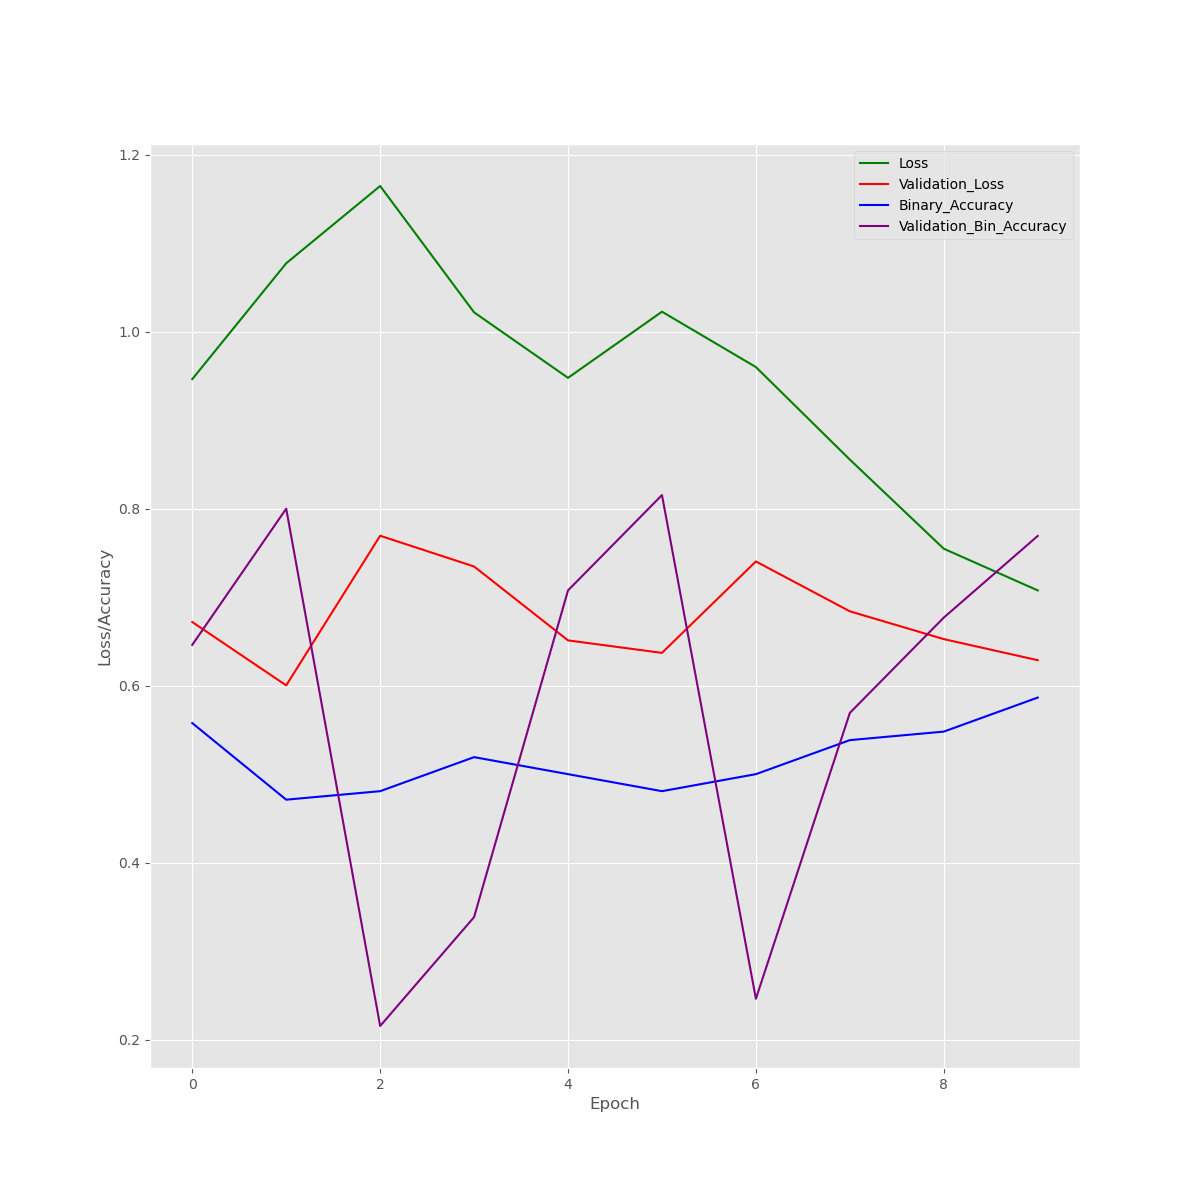 1.2
1.0
0.8
0.6
0.4
0.2
Loss/Accuracy
Loss
Validation_Loss
Binary_Accuracy
Validation_Bin_Accuracy
0 2 4 6 8
Epoch